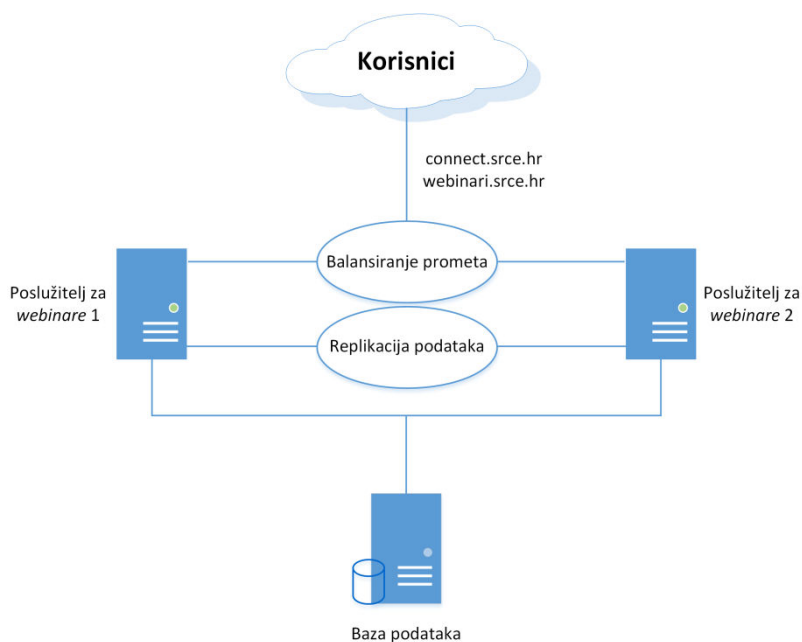 Korisnici
connect.srce.hr
webinari.srce.hr
Balansiranje prometa
Poslužitelj za
webinare 1
Poslužitelj za
webinare 2
Replikacija podataka
Baza podataka